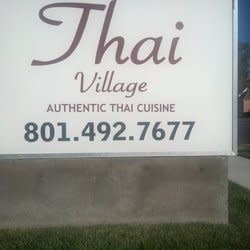 Thai
Village
AUTHENTIC THAI CUISINE
801.492.7677